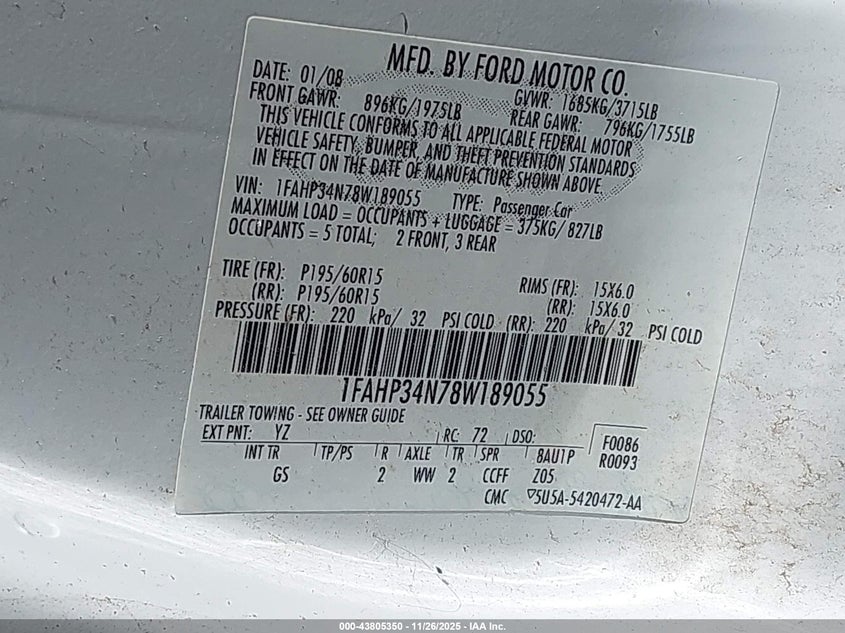 MFD. BY FORD MOTOR CO.
DATE: 01/08 GVWR: 1685KG/3715LB
FRONT GAWR: 896KG/1975LB REAR GAWR: 796KG/1755LB
THIS VEHICLE CONFORMS TO ALL APPLICABLE FEDERAL MOTOR
VEHICLE SAFETY, BUMPER, AND THEFT PREVENTION STANDARDS
IN EFFECT ON THE DATE OF MANUFACTURE SHOWN ABOVE.
VIN: 1FAHP34N78W189055 TYPE: Passenger Car
MAXIMUM LOAD = OCCUPANTS + LUGGAGE = 375KG/ 827LB
OCCUPANTS = 5 TOTAL; 2 FRONT, 3 REAR
TIRE (FR): P195/60R15 RIMS (FR): 15X6.0
(RR): P195/60R15 (RR): 15X6.0
PRESSURE (FR): 220 kPa/ 32 PSI COLD (RR): 220 kPa/ 32 PSI COLD
1FAHP34N78W189055
TRAILER TOWING - SEE OWNER GUIDE
EXT PNT: YZ RC: 72 DSO: F0086
INT TR TP/PS R AXLE TR SPR BAU1P R0093
GS 2 WW 2 CCFF Z05
CMC ▽5U5A-5420472-AA
000-43805350 | 11/26/2025 - IAA Inc.